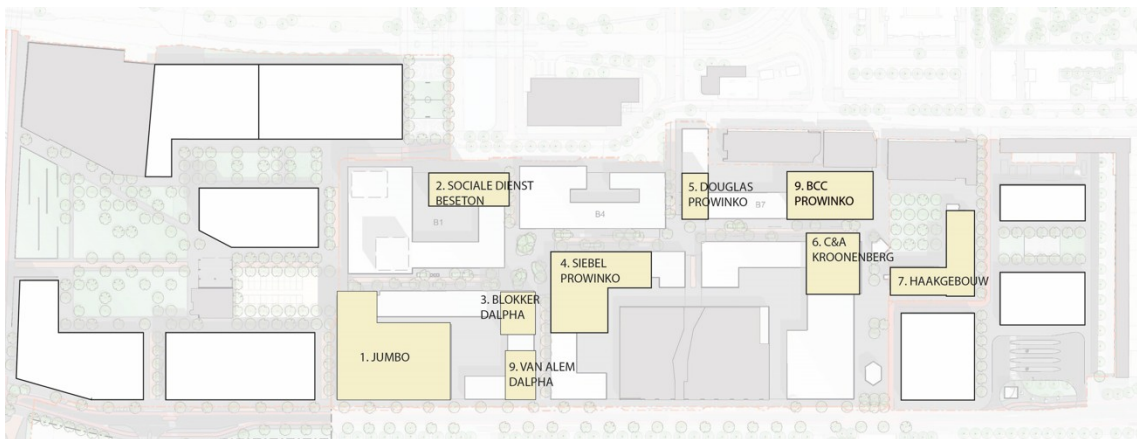 2. SOCIALE DIENST
BESETON
B1
B4
5. DOUGLAS
PROWINKO
B7
9. BCC
PROWINKO
6. C&A
KROONENBERG
4. SIEBEL
PROWINKO
7. HAAKGEBOUW
3. BLOKKER
DALPHA
1. JUMBO
9. VAN ALEM
DALPHA